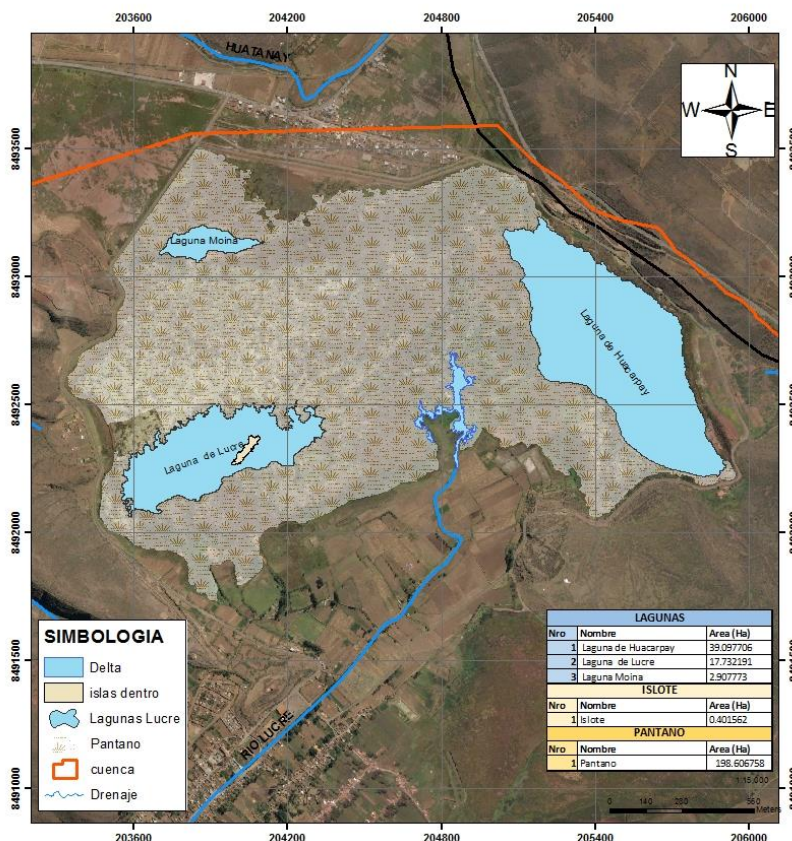 203600 204200 204800 205400 206000
HUATANAY
N
W E
S
8493500 8493500
Laguna Moina
8493000 8493000
Laguna de Huacarpay
8492500
Laguna de Lucre
8492000 8492000
RIO LUCRE
SIMBOLOGIA
Delta
islas dentro
Lagunas Lucre
Pantano
cuenca
Drenaje
LAGUNAS
Nro Nombre Area (Ha)
1 Laguna de Huacarpay 39.097706
2 Laguna de Lucre 17.732191
3 Laguna Moina 2.907773
ISLOTE
Nro Nombre Area (Ha)
1 Islote 0.401562
PANTANO
Nro Nombre Area (Ha)
1 Pantano 198.606758
1:15,000
0 140 280 560
Meters
8491000
203600 204200 204800 205400 206000